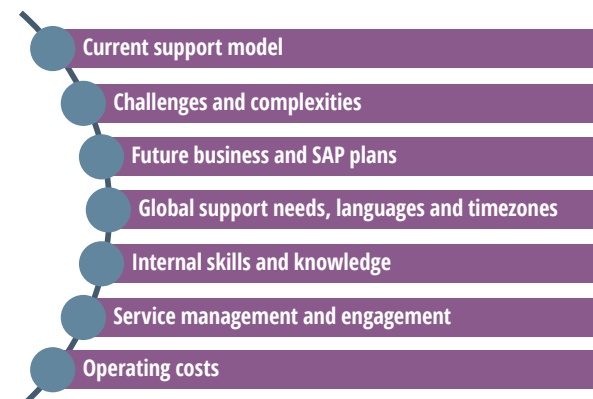 Current support model
Challenges and complexities
Future business and SAP plans
Global support needs, languages and timezones
Internal skills and knowledge
Service management and engagement
Operating costs